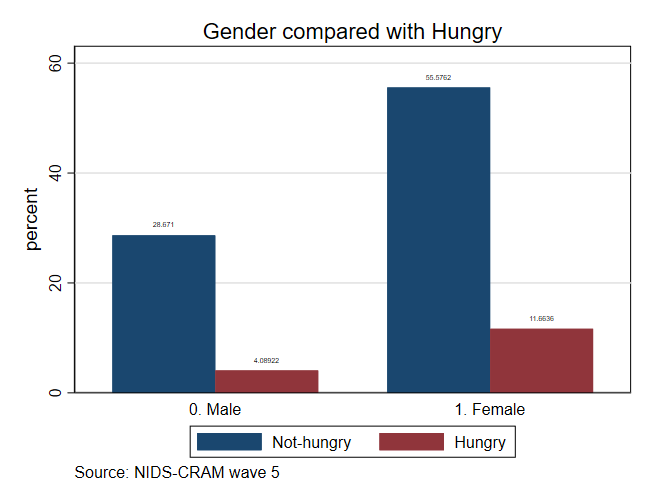 Gender compared with Hungry
percent
60
40
20
0
55.5762
28.671
11.6636
4.08922
0. Male
1. Female
Not-hungry
Hungry
Source: NIDS-CRAM wave 5